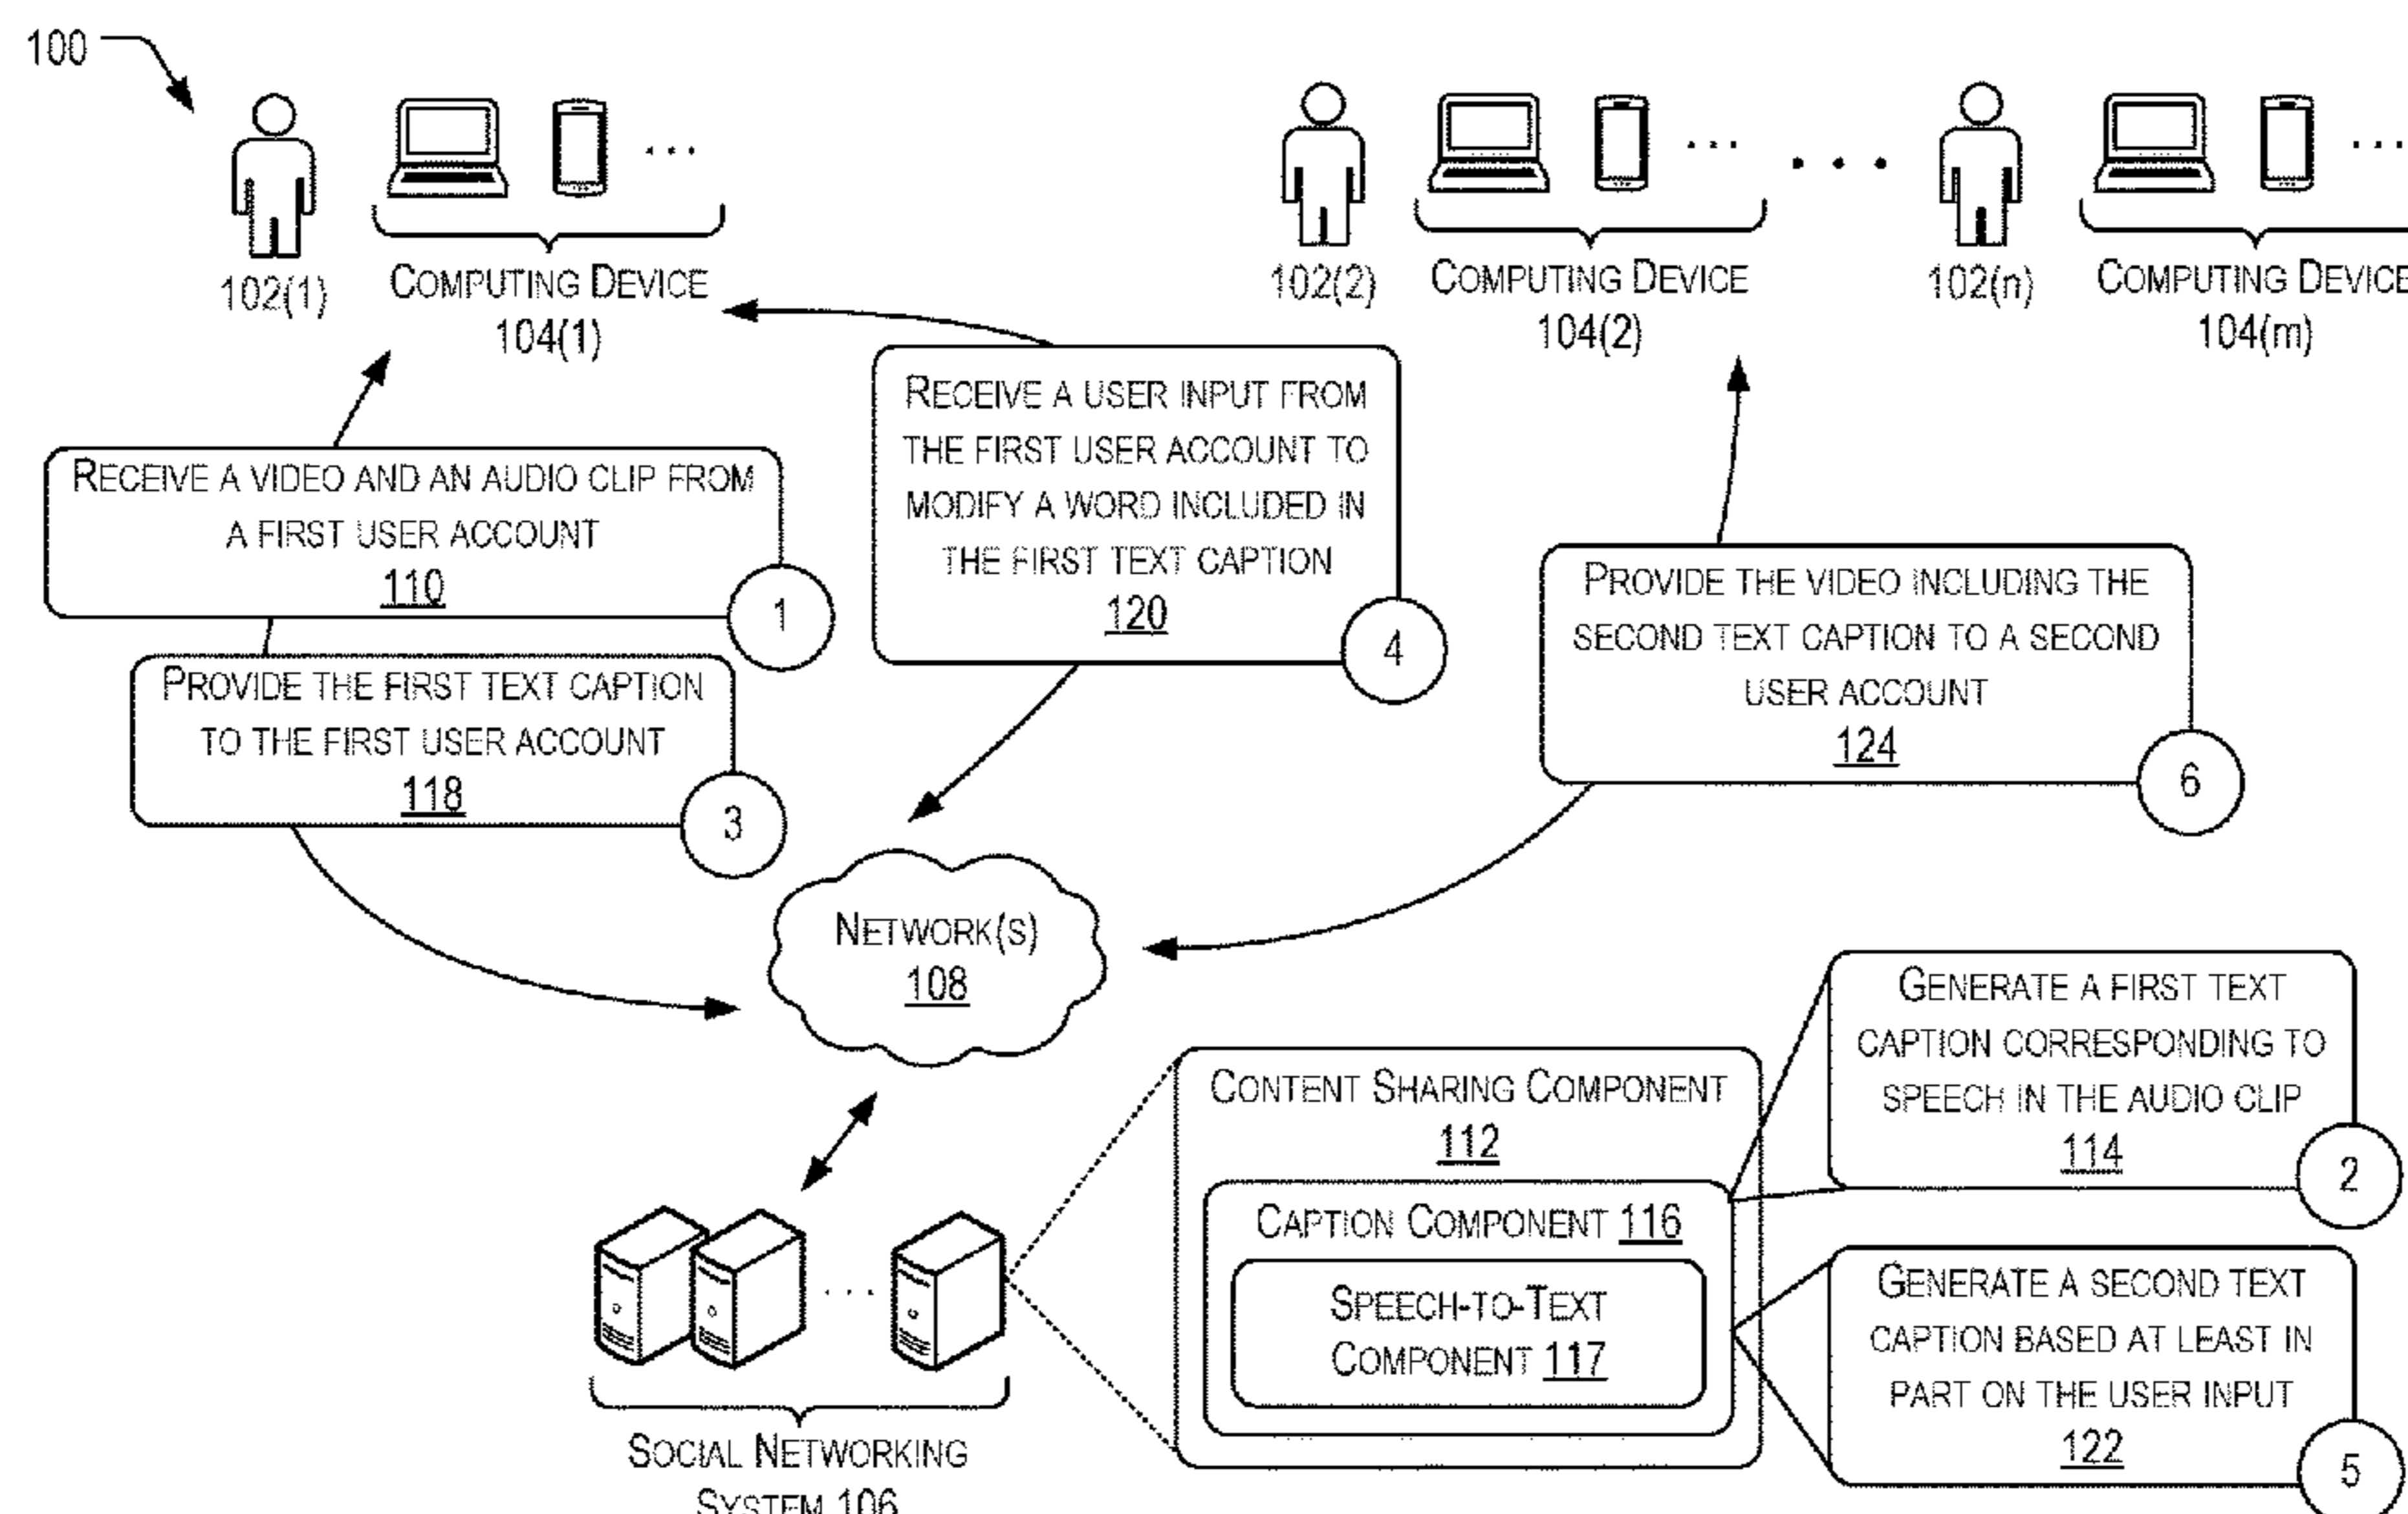 100
102(1)
COMPUTING DEVICE
104(1)
102(2)
COMPUTING DEVICE
104(2)
102(n)
COMPUTING DEVICE
104(m)
RECEIVE A VIDEO AND AN AUDIO CLIP FROM
A FIRST USER ACCOUNT
110
1
PROVIDE THE FIRST TEXT CAPTION
TO THE FIRST USER ACCOUNT
118
3
RECEIVE A USER INPUT FROM
THE FIRST USER ACCOUNT TO
MODIFY A WORD INCLUDED IN
THE FIRST TEXT CAPTION
120
4
PROVIDE THE VIDEO INCLUDING THE
SECOND TEXT CAPTION TO A SECOND
USER ACCOUNT
124
6
NETWORK(S)
108
CONTENT SHARING COMPONENT
112
CAPTION COMPONENT 116
SPEECH-TO-TEXT
COMPONENT 117
GENERATE A FIRST TEXT
CAPTION CORRESPONDING TO
SPEECH IN THE AUDIO CLIP
114
2
GENERATE A SECOND TEXT
CAPTION BASED AT LEAST IN
PART ON THE USER INPUT
122
5
SOCIAL NETWORKING
SYSTEM 106